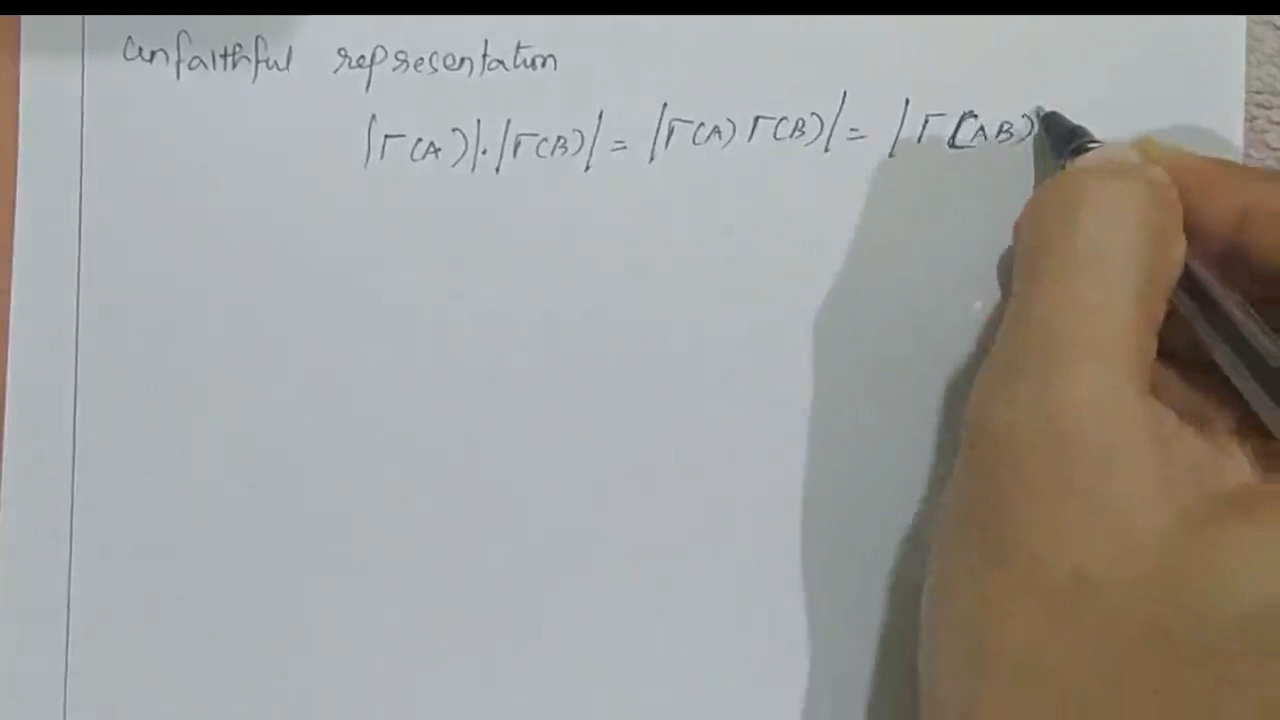 unfaithful representation
|Γ(A)|.|Γ(B)| = |Γ(A) Γ(B)| = |Γ(AB)